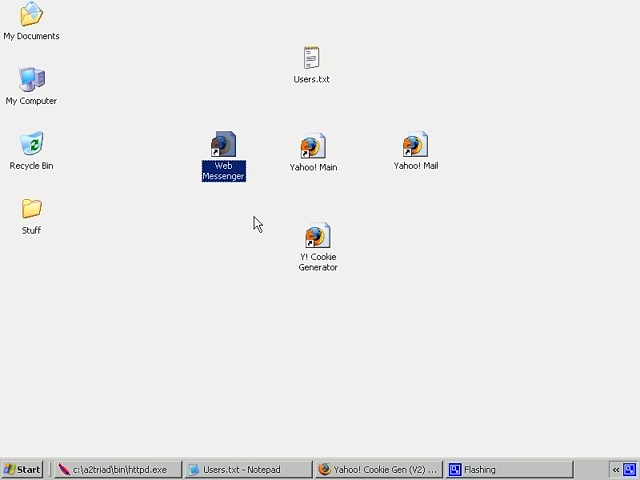 My Documents
Users.txt
My Computer
Web
Messenger
Yahoo! Main
Yahoo! Mail
Recycle Bin
Stuff
Y! Cookie
Generator
Start
c:\a2triad\bin\httpd.exe
Users.txt - Notepad
Yahoo! Cookie Gen (V2) ...
Flashing
«